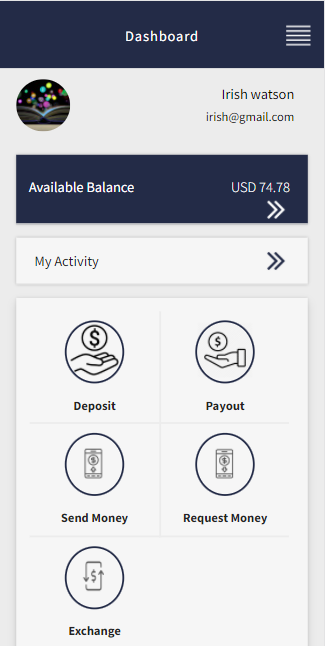 Dashboard
Irish watson
irish@gmail.com
Available Balance USD 74.78
My Activity
Deposit Payout
Send Money Request Money
Exchange